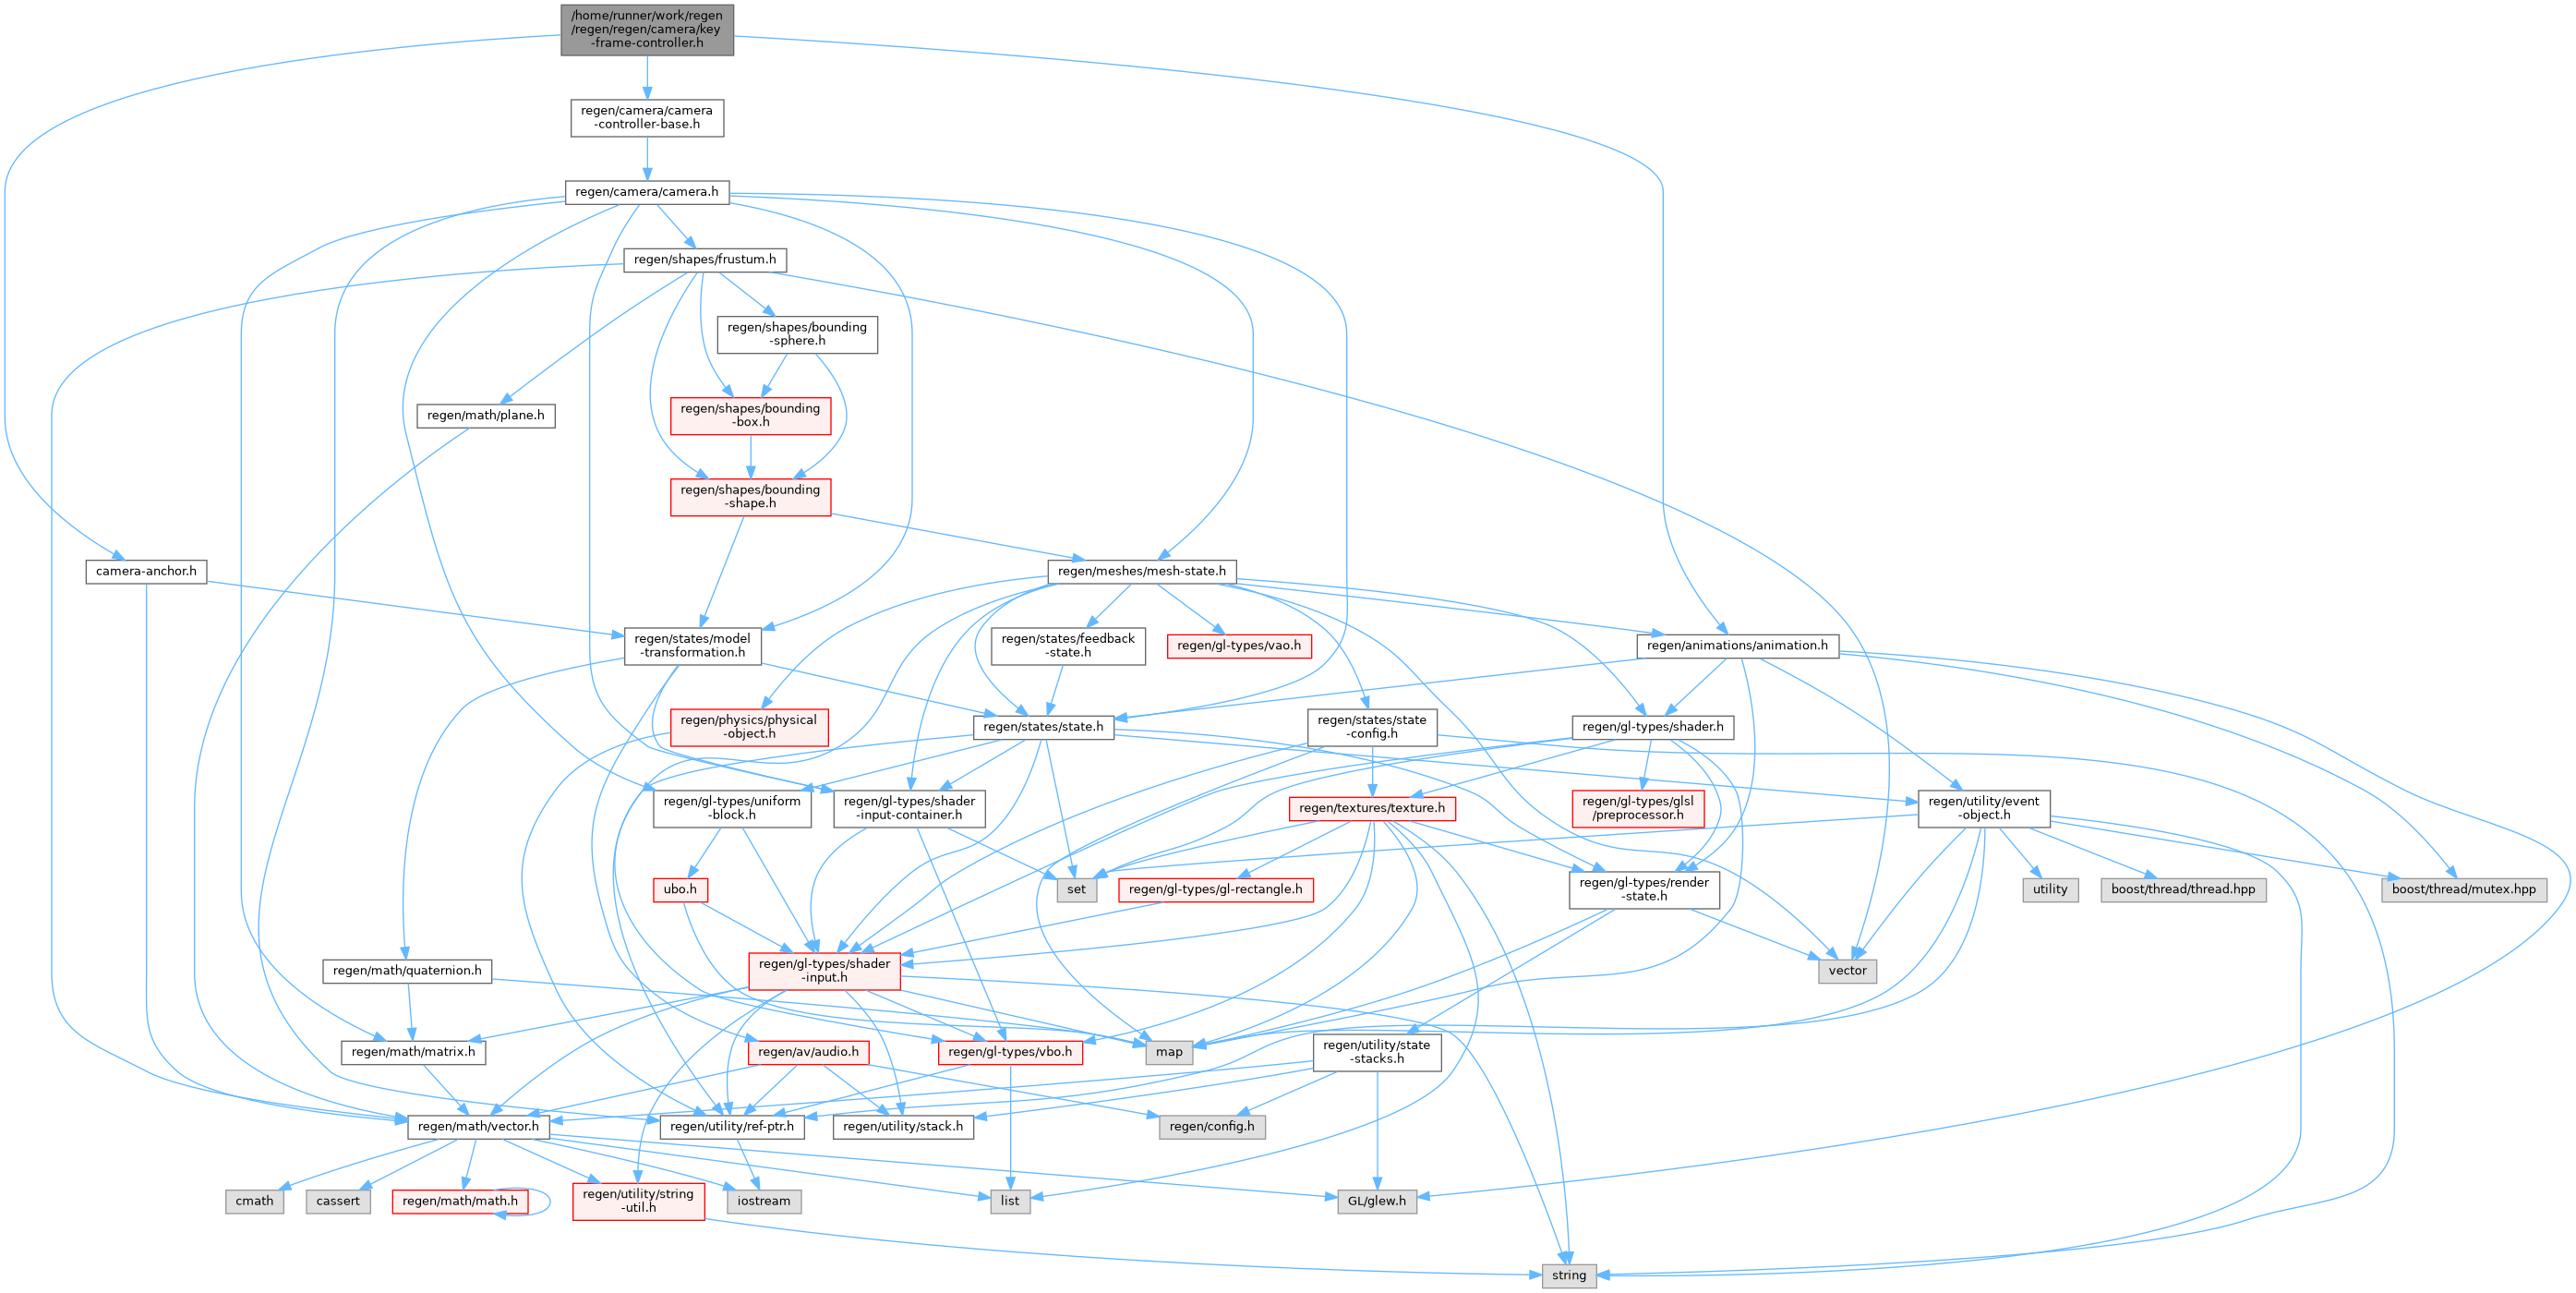 /home/runner/work/regen
/regen/regen/camera/key
-frame-controller.h
regen/camera/camera
-controller-base.h
regen/camera/camera.h
regen/shapes/frustum.h
regen/shapes/bounding
-sphere.h
regen/math/plane.h
regen/shapes/bounding
-box.h
regen/shapes/bounding
-shape.h
camera-anchor.h
regen/meshes/mesh-state.h
regen/states/model
-transformation.h
regen/states/feedback
-state.h
regen/gl-types/vao.h
regen/animations/animation.h
regen/physics/physical
-object.h
regen/states/state.h
regen/states/state
-config.h
regen/gl-types/shader.h
regen/gl-types/uniform
-block.h
regen/gl-types/shader
-input-container.h
regen/textures/texture.h
regen/gl-types/glsl
/preprocessor.h
regen/utility/event
-object.h
ubo.h
set
regen/gl-types/gl-rectangle.h
regen/gl-types/render
-state.h
utility
boost/thread/thread.hpp
boost/thread/mutex.hpp
regen/math/quaternion.h
regen/gl-types/shader
-input.h
vector
regen/math/matrix.h
regen/av/audio.h
regen/gl-types/vbo.h
map
regen/utility/state
-stacks.h
regen/math/vector.h
regen/utility/ref-ptr.h
regen/utility/stack.h
regen/config.h
cmath
cassert
regen/math/math.h
regen/utility/string
-util.h
iostream
list
GL/glew.h
string